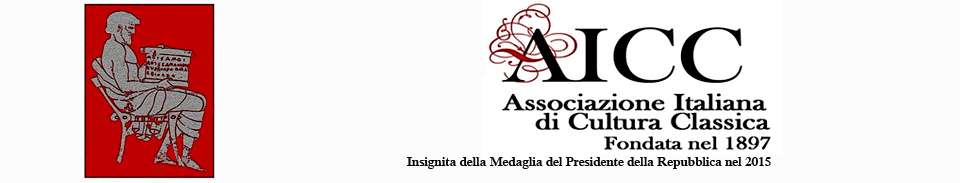 AICC
Associazione Italiana
di Cultura Classica
Fondata nel 1897
Insignita della Medaglia del Presidente della Repubblica nel 2015